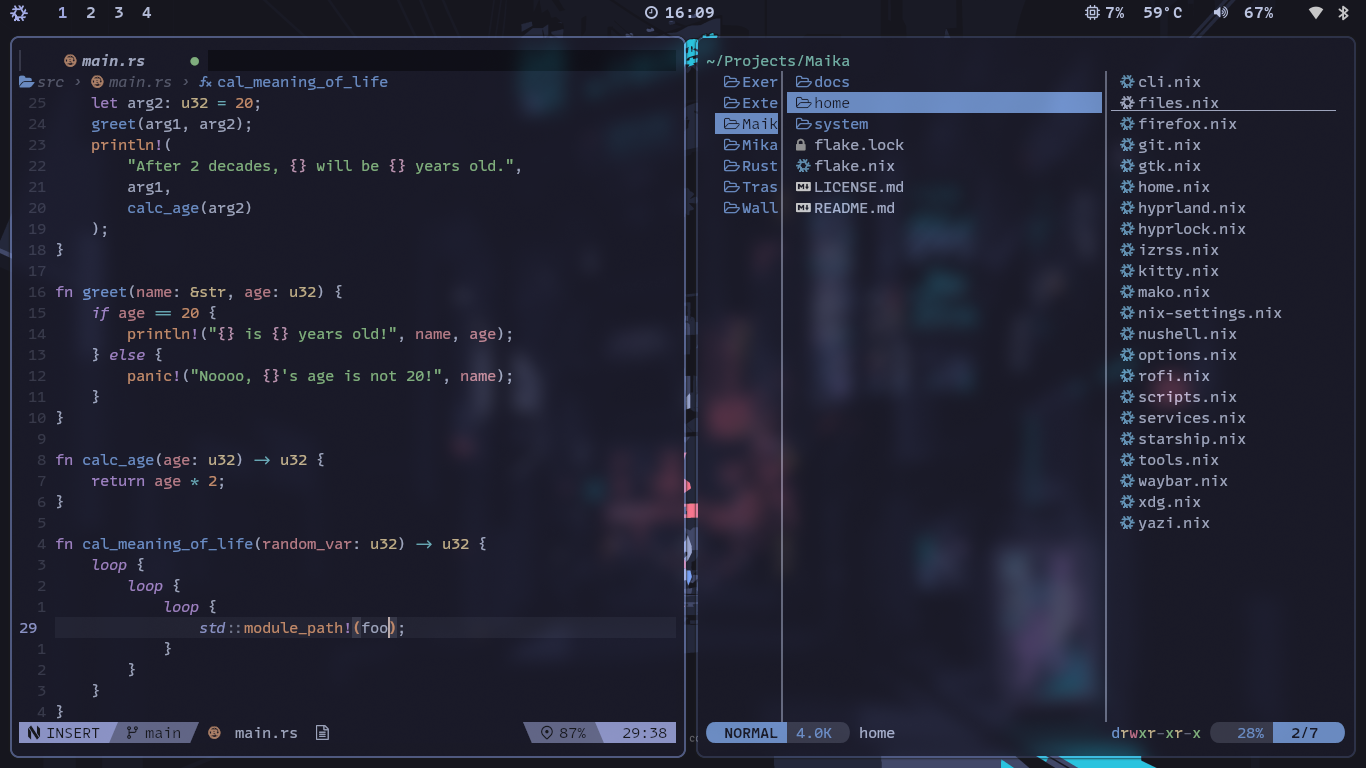 1 2 3 4
16:09
7% 59°C 67%
main.rs
src › main.rs › cal_meaning_of_life
25 let arg2: u32 = 20;
24 greet(arg1, arg2);
23 println!(
22 "After 2 decades, {} will be {} years old.",
21 arg1,
20 calc_age(arg2)
19 );
18 }
17
16 fn greet(name: &str, age: u32) {
15 if age == 20 {
14 println!("{} is {} years old!", name, age);
13 } else {
12 panic!("Noooo, {}'s age is not 20!", name);
11 }
10 }
9
8 fn calc_age(age: u32) -> u32 {
7 return age * 2;
6 }
5
4 fn cal_meaning_of_life(random_var: u32) -> u32 {
3 loop {
2 loop {
1 loop {
29 std::module_path!(foo);
1 }
2 }
3 }
4 }
INSERT main main.rs 87% 29:38
~/Projects/Maika
Exer
Exte
Maik
Mika
Rust
Tras
Wall
docs
home
system
flake.lock
flake.nix
LICENSE.md
README.md
cli.nix
files.nix
firefox.nix
git.nix
gtk.nix
home.nix
hyprland.nix
hyprlock.nix
izrss.nix
kitty.nix
mako.nix
nix-settings.nix
nushell.nix
options.nix
rofi.nix
scripts.nix
services.nix
starship.nix
tools.nix
waybar.nix
xdg.nix
yazi.nix
NORMAL 4.0K home drwxr-xr-x 28% 2/7